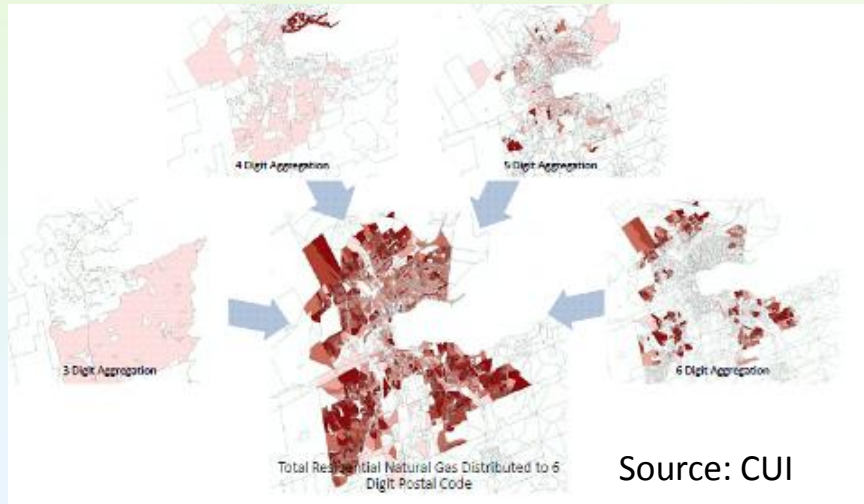 4 Digit Aggregation
5 Digit Aggregation
3 Digit Aggregation
6 Digit Aggregation
Total Residential Natural Gas Distributed to 6
Digit Postal Code
Source: CUI